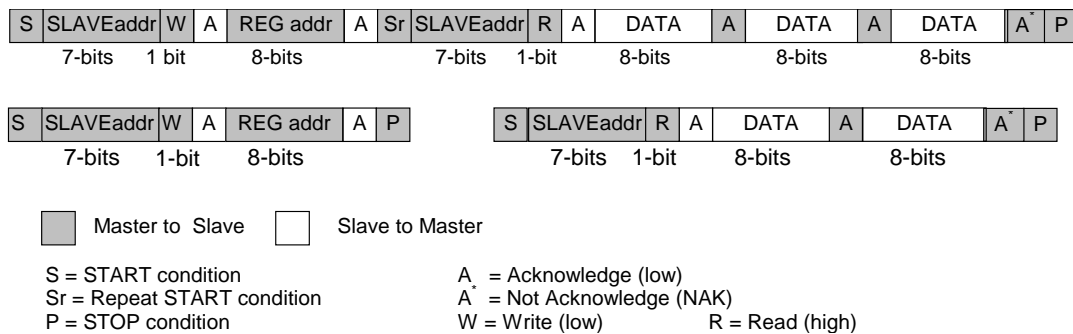 S SLAVEaddr W A REG addr A Sr SLAVEaddr R A DATA A DATA A DATA A* P
7-bits 1 bit 8-bits 7-bits 1-bit 8-bits 8-bits 8-bits
S SLAVEaddr W A REG addr A P
7-bits 1-bit 8-bits
S SLAVEaddr R A DATA A DATA A* P
7-bits 1-bit 8-bits 8-bits
Master to Slave
Slave to Master
S = START condition
Sr = Repeat START condition
P = STOP condition
A = Acknowledge (low)
A* = Not Acknowledge (NAK)
W = Write (low) R = Read (high)